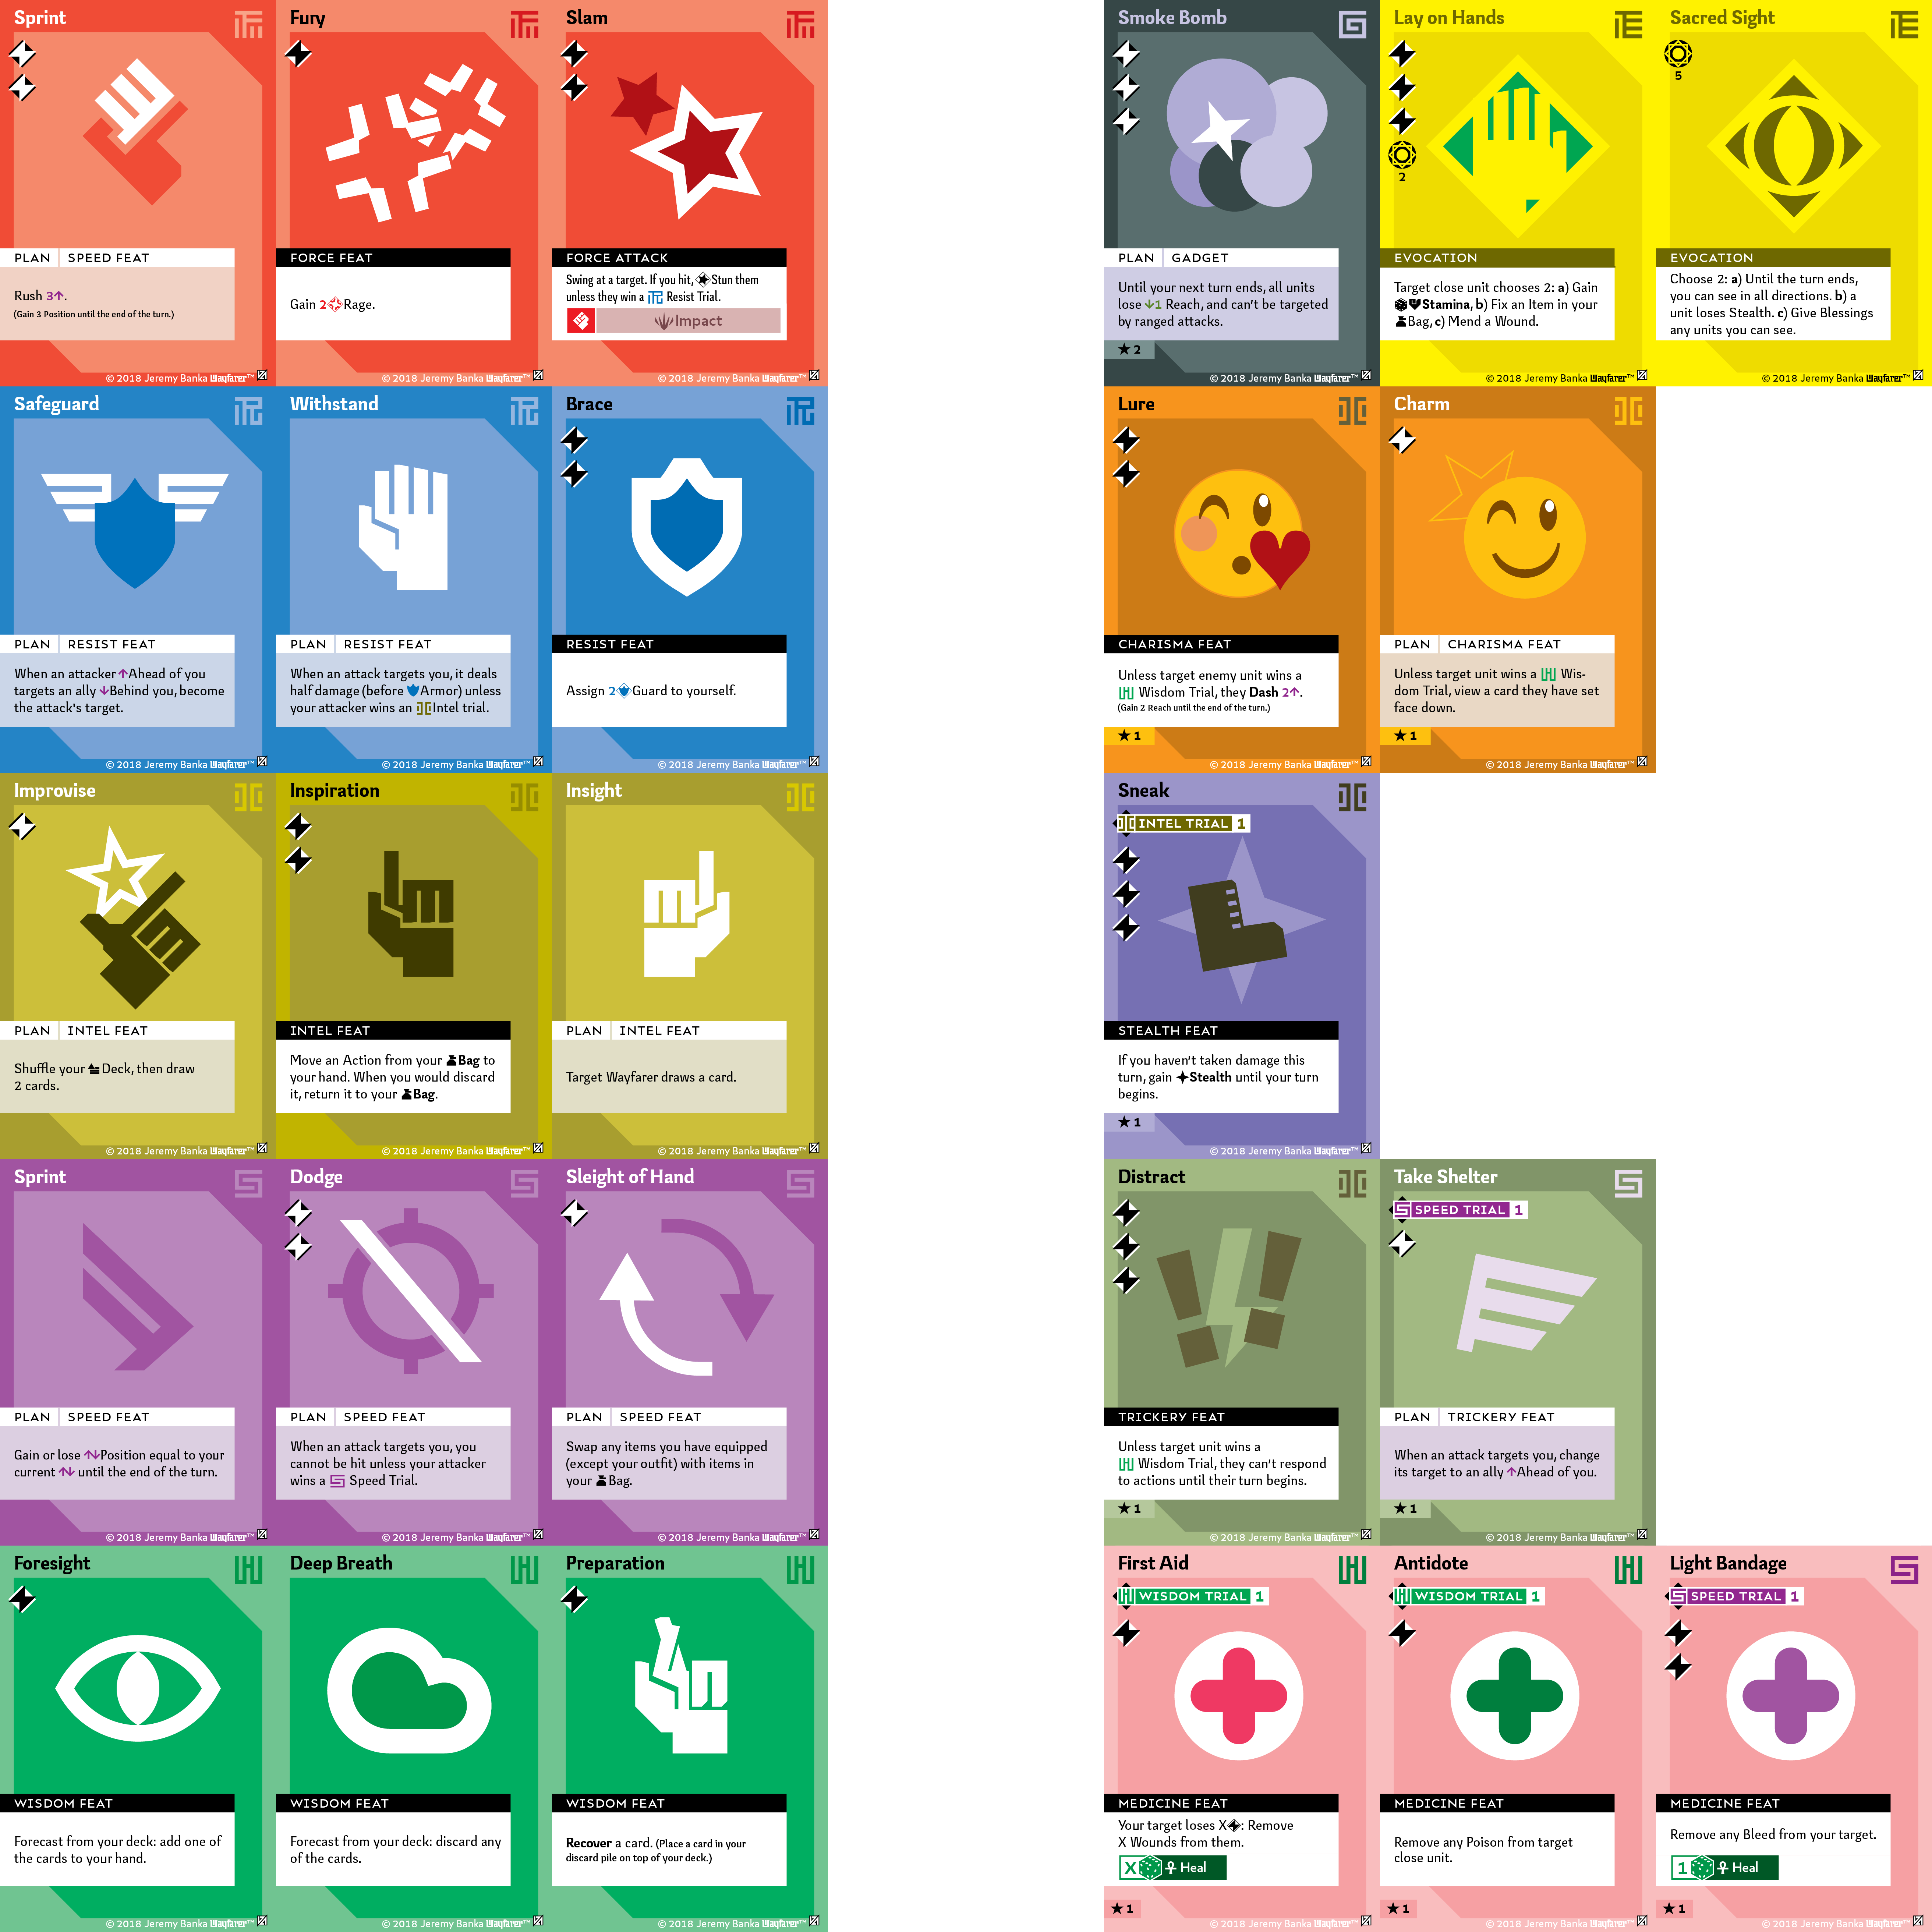 Sprint
PLAN | SPEED FEAT
Rush 3↑.
(Gain 3 Position until the end of the turn.)
© 2018 Jeremy Banka Wayfarer™
Fury
FORCE FEAT
Gain 2 Rage.
© 2018 Jeremy Banka Wayfarer™
Slam
FORCE ATTACK
Swing at a target. If you hit, Stun them
unless they win a Resist Trial.
Impact
© 2018 Jeremy Banka Wayfarer™
Smoke Bomb
PLAN | GADGET
Until your next turn ends, all units
lose ↓1 Reach, and can't be targeted
by ranged attacks.
★ 2
© 2018 Jeremy Banka Wayfarer™
Lay on Hands
2
EVOCATION
Target close unit chooses 2: a) Gain
Stamina, b) Fix an Item in your
Bag, c) Mend a Wound.
© 2018 Jeremy Banka Wayfarer™
Sacred Sight
5
EVOCATION
Choose 2: a) Until the turn ends,
you can see in all directions. b) a
unit loses Stealth. c) Give Blessings
any units you can see.
© 2018 Jeremy Banka Wayfarer™
Safeguard
PLAN | RESIST FEAT
When an attacker ↑Ahead of you
targets an ally ↓Behind you, become
the attack's target.
© 2018 Jeremy Banka Wayfarer™
Withstand
PLAN | RESIST FEAT
When an attack targets you, it deals
half damage (before Armor) unless
your attacker wins an Intel trial.
© 2018 Jeremy Banka Wayfarer™
Brace
RESIST FEAT
Assign 2 Guard to yourself.
© 2018 Jeremy Banka Wayfarer™
Lure
CHARISMA FEAT
Unless target enemy unit wins a
Wisdom Trial, they Dash 2↑.
(Gain 2 Reach until the end of the turn.)
★ 1
© 2018 Jeremy Banka Wayfarer™
Charm
PLAN | CHARISMA FEAT
Unless target unit wins a Wis-
dom Trial, view a card they have set
face down.
★ 1
© 2018 Jeremy Banka Wayfarer™
Improvise
PLAN | INTEL FEAT
Shuffle your Deck, then draw
2 cards.
© 2018 Jeremy Banka Wayfarer™
Inspiration
INTEL FEAT
Move an Action from your Bag to
your hand. When you would discard
it, return it to your Bag.
© 2018 Jeremy Banka Wayfarer™
Insight
PLAN | INTEL FEAT
Target Wayfarer draws a card.
© 2018 Jeremy Banka Wayfarer™
Sneak
INTEL TRIAL 1
STEALTH FEAT
If you haven't taken damage this
turn, gain Stealth until your turn
begins.
★ 1
© 2018 Jeremy Banka Wayfarer™
Sprint
PLAN | SPEED FEAT
Gain or lose ↑↓Position equal to your
current ↑↓ until the end of the turn.
© 2018 Jeremy Banka Wayfarer™
Dodge
PLAN | SPEED FEAT
When an attack targets you, you
cannot be hit unless your attacker
wins a Speed Trial.
© 2018 Jeremy Banka Wayfarer™
Sleight of Hand
PLAN | SPEED FEAT
Swap any items you have equipped
(except your outfit) with items in
your Bag.
© 2018 Jeremy Banka Wayfarer™
Distract
TRICKERY FEAT
Unless target unit wins a
Wisdom Trial, they can't respond
to actions until their turn begins.
★ 1
© 2018 Jeremy Banka Wayfarer™
Take Shelter
SPEED TRIAL 1
PLAN | TRICKERY FEAT
When an attack targets you, change
its target to an ally ↑Ahead of you.
★ 1
© 2018 Jeremy Banka Wayfarer™
Foresight
WISDOM FEAT
Forecast from your deck: add one of
the cards to your hand.
© 2018 Jeremy Banka Wayfarer™
Deep Breath
WISDOM FEAT
Forecast from your deck: discard any
of the cards.
© 2018 Jeremy Banka Wayfarer™
Preparation
WISDOM FEAT
Recover a card. (Place a card in your
discard pile on top of your deck.)
© 2018 Jeremy Banka Wayfarer™
First Aid
WISDOM TRIAL 1
MEDICINE FEAT
Your target loses X: Remove
X Wounds from them.
X Heal
★ 1
© 2018 Jeremy Banka Wayfarer™
Antidote
WISDOM TRIAL 1
MEDICINE FEAT
Remove any Poison from target
close unit.
★ 1
© 2018 Jeremy Banka Wayfarer™
Light Bandage
SPEED TRIAL 1
MEDICINE FEAT
Remove any Bleed from your target.
1 Heal
★ 1
© 2018 Jeremy Banka Wayfarer™